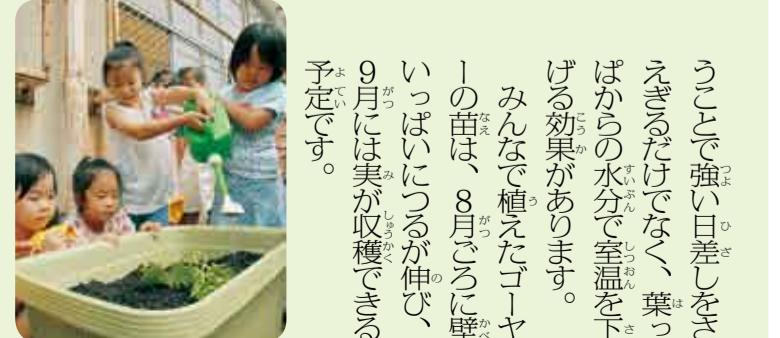 うことで強い日差しをさ
えぎるだけでなく、葉っ
ぱからの水分で室温を下
げる効果があります。
みんなで植えたゴーヤ
ーの苗は、8月ごろに壁
いっぱいにつるが伸び、
9月には実が収穫できる
予定です。